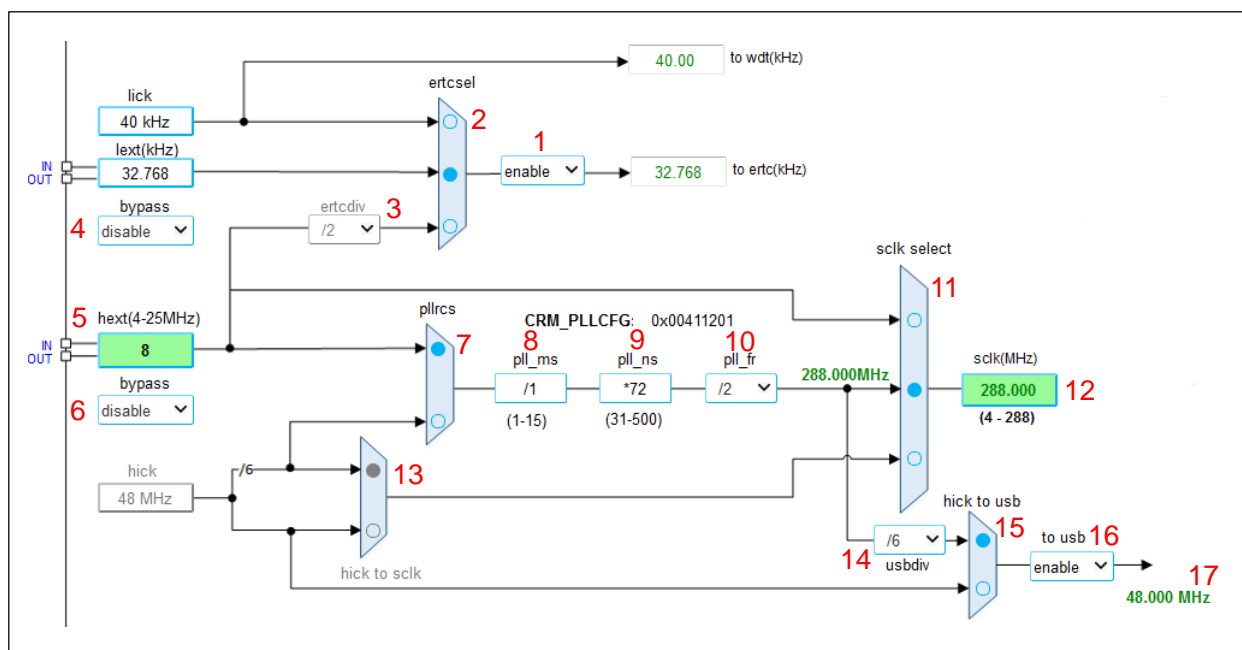 40.00 to wdt(kHz)
ertcsel
lick
40 kHz
2
lext(kHz)
1
IN
OUT
32.768
enable
32.768 to ertc(kHz)
bypass
4 disable
ertcdiv
/2
3
sclk select
11
5 hext(4-25MHz)
IN
OUT
8
pllrcs
7
CRM_PLLCFG: 0x00411201
8 9 10
pll_ms pll_ns pll_fr
/1 *72 /2
(1-15) (31-500)
288.000MHz
sclk(MHz)
288.000 12
(4 - 288)
bypass
6 disable
hick
48 MHz
/6
13
hick to sclk
hick to usb
14 /6
usbdiv
15
to usb 16
enable
17
48.000 MHz